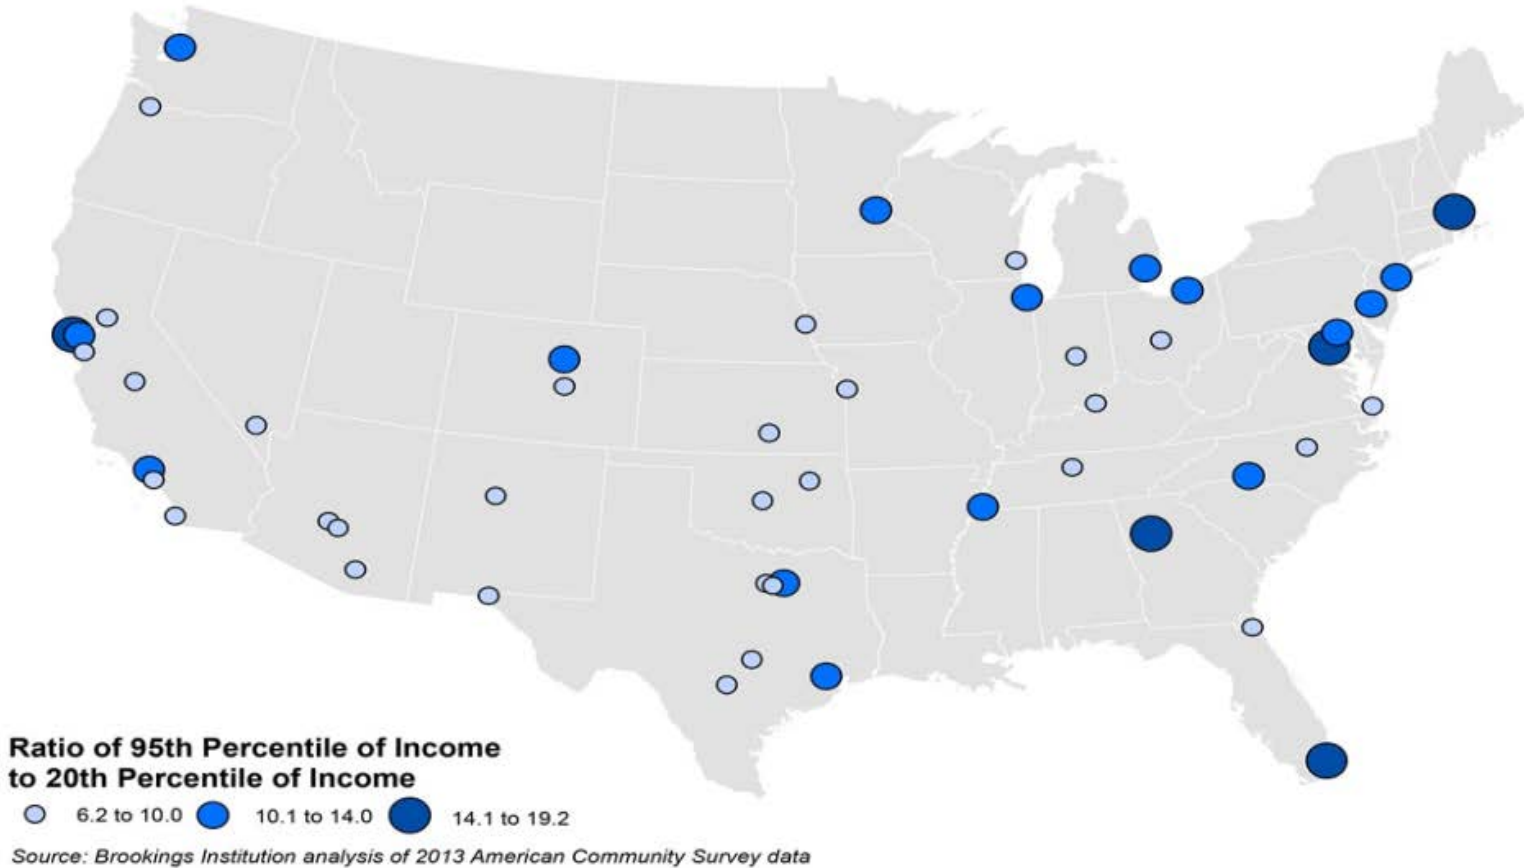 Ratio of 95th Percentile of Income
to 20th Percentile of Income
6.2 to 10.0 10.1 to 14.0 14.1 to 19.2
Source: Brookings Institution analysis of 2013 American Community Survey data